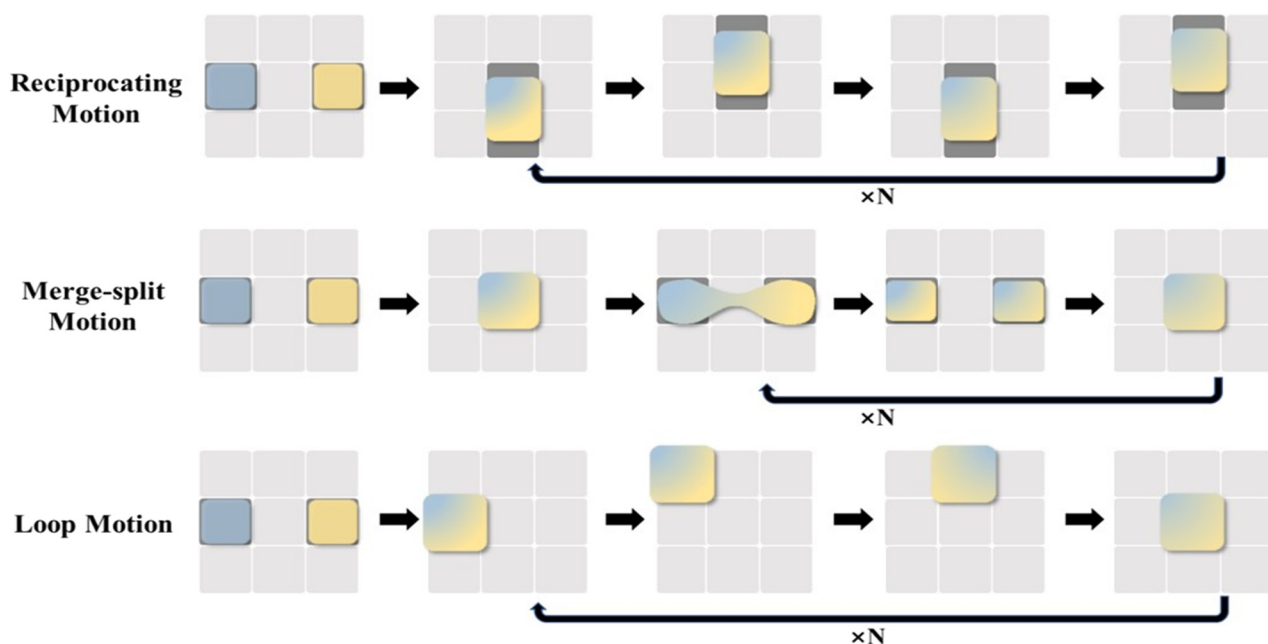 Reciprocating
Motion
×N
Merge-split
Motion
×N
Loop Motion
×N